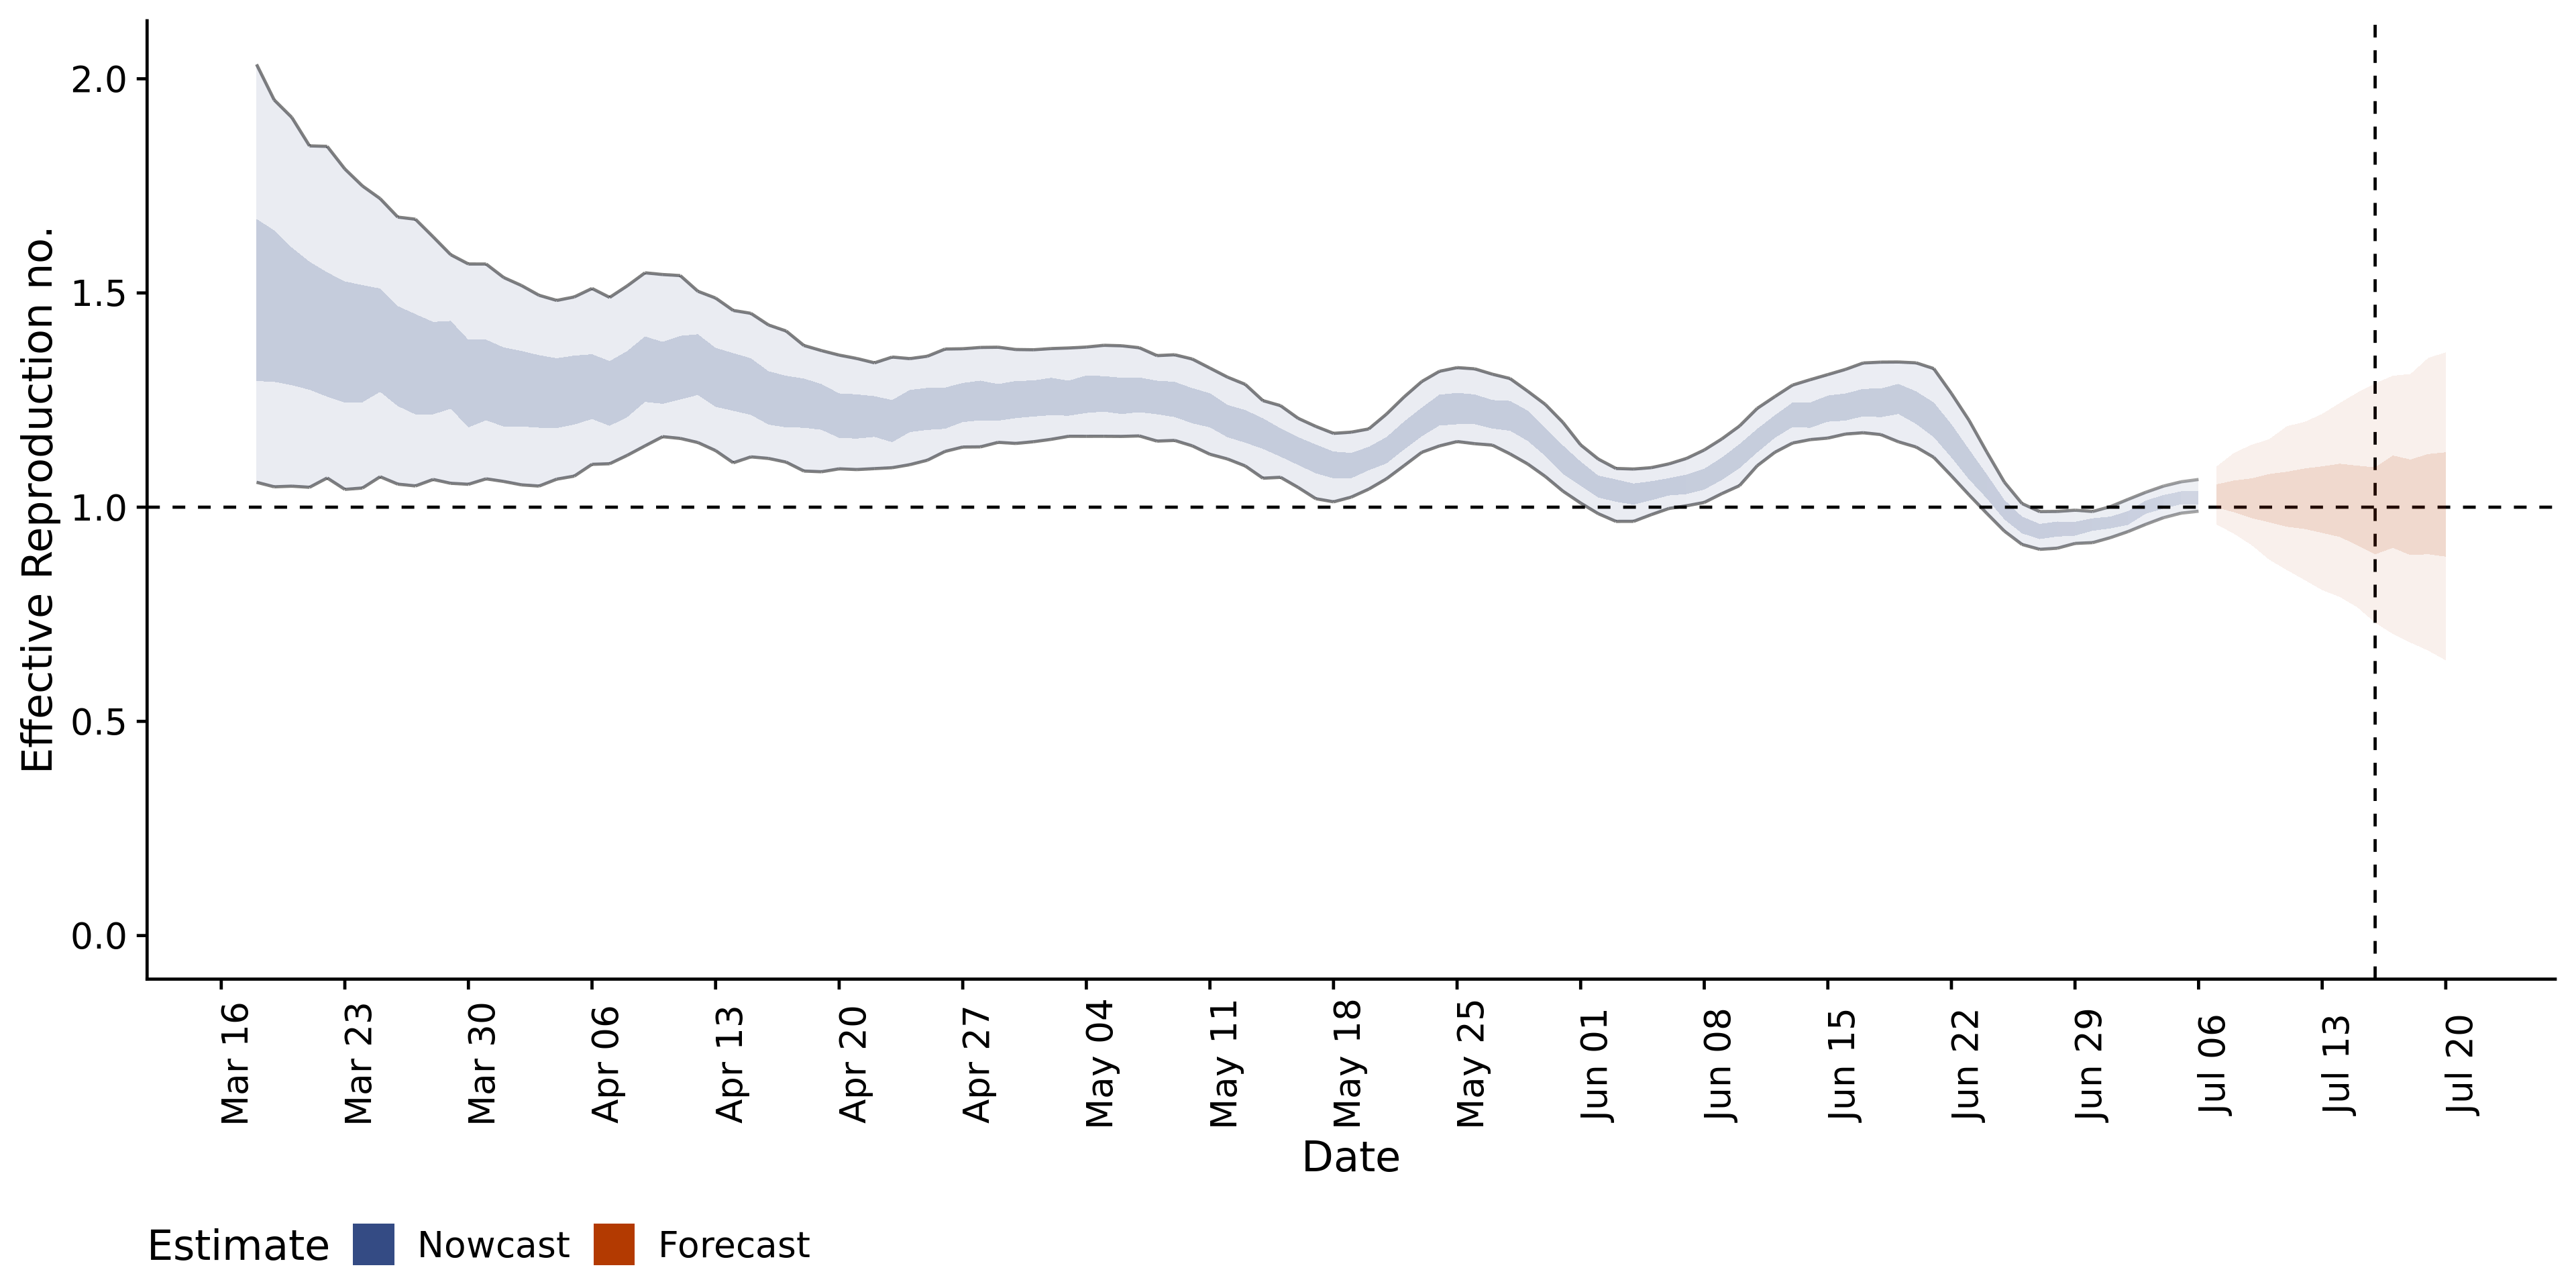 Effective Reproduction no.
2.0
1.5
1.0
0.5
0.0
Mar 16
Mar 23
Mar 30
Apr 06
Apr 13
Apr 20
Apr 27
May 04
May 11
May 18
May 25
Jun 01
Jun 08
Jun 15
Jun 22
Jun 29
Jul 06
Jul 13
Jul 20
Date
Estimate Nowcast Forecast